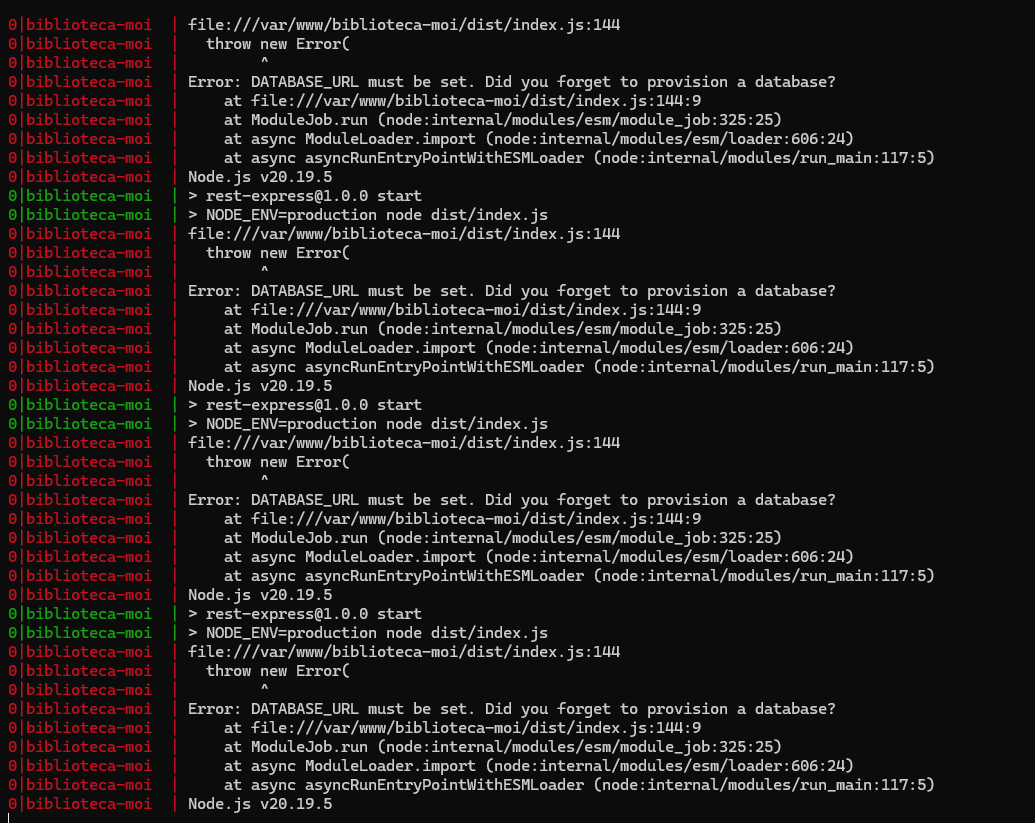 0|biblioteca-moi  | file:///var/www/biblioteca-moi/dist/index.js:144
0|biblioteca-moi  |   throw new Error(
0|biblioteca-moi  |         ^
0|biblioteca-moi  | Error: DATABASE_URL must be set. Did you forget to provision a database?
0|biblioteca-moi  |     at file:///var/www/biblioteca-moi/dist/index.js:144:9
0|biblioteca-moi  |     at ModuleJob.run (node:internal/modules/esm/module_job:325:25)
0|biblioteca-moi  |     at async ModuleLoader.import (node:internal/modules/esm/loader:606:24)
0|biblioteca-moi  |     at async asyncRunEntryPointWithESMLoader (node:internal/modules/run_main:117:5)
0|biblioteca-moi  | Node.js v20.19.5
0|biblioteca-moi  | > rest-express@1.0.0 start
0|biblioteca-moi  | > NODE_ENV=production node dist/index.js
0|biblioteca-moi  | file:///var/www/biblioteca-moi/dist/index.js:144
0|biblioteca-moi  |   throw new Error(
0|biblioteca-moi  |         ^
0|biblioteca-moi  | Error: DATABASE_URL must be set. Did you forget to provision a database?
0|biblioteca-moi  |     at file:///var/www/biblioteca-moi/dist/index.js:144:9
0|biblioteca-moi  |     at ModuleJob.run (node:internal/modules/esm/module_job:325:25)
0|biblioteca-moi  |     at async ModuleLoader.import (node:internal/modules/esm/loader:606:24)
0|biblioteca-moi  |     at async asyncRunEntryPointWithESMLoader (node:internal/modules/run_main:117:5)
0|biblioteca-moi  | Node.js v20.19.5
0|biblioteca-moi  | > rest-express@1.0.0 start
0|biblioteca-moi  | > NODE_ENV=production node dist/index.js
0|biblioteca-moi  | file:///var/www/biblioteca-moi/dist/index.js:144
0|biblioteca-moi  |   throw new Error(
0|biblioteca-moi  |         ^
0|biblioteca-moi  | Error: DATABASE_URL must be set. Did you forget to provision a database?
0|biblioteca-moi  |     at file:///var/www/biblioteca-moi/dist/index.js:144:9
0|biblioteca-moi  |     at ModuleJob.run (node:internal/modules/esm/module_job:325:25)
0|biblioteca-moi  |     at async ModuleLoader.import (node:internal/modules/esm/loader:606:24)
0|biblioteca-moi  |     at async asyncRunEntryPointWithESMLoader (node:internal/modules/run_main:117:5)
0|biblioteca-moi  | Node.js v20.19.5
0|biblioteca-moi  | > rest-express@1.0.0 start
0|biblioteca-moi  | > NODE_ENV=production node dist/index.js
0|biblioteca-moi  | file:///var/www/biblioteca-moi/dist/index.js:144
0|biblioteca-moi  |   throw new Error(
0|biblioteca-moi  |         ^
0|biblioteca-moi  | Error: DATABASE_URL must be set. Did you forget to provision a database?
0|biblioteca-moi  |     at file:///var/www/biblioteca-moi/dist/index.js:144:9
0|biblioteca-moi  |     at ModuleJob.run (node:internal/modules/esm/module_job:325:25)
0|biblioteca-moi  |     at async ModuleLoader.import (node:internal/modules/esm/loader:606:24)
0|biblioteca-moi  |     at async asyncRunEntryPointWithESMLoader (node:internal/modules/run_main:117:5)
0|biblioteca-moi  | Node.js v20.19.5